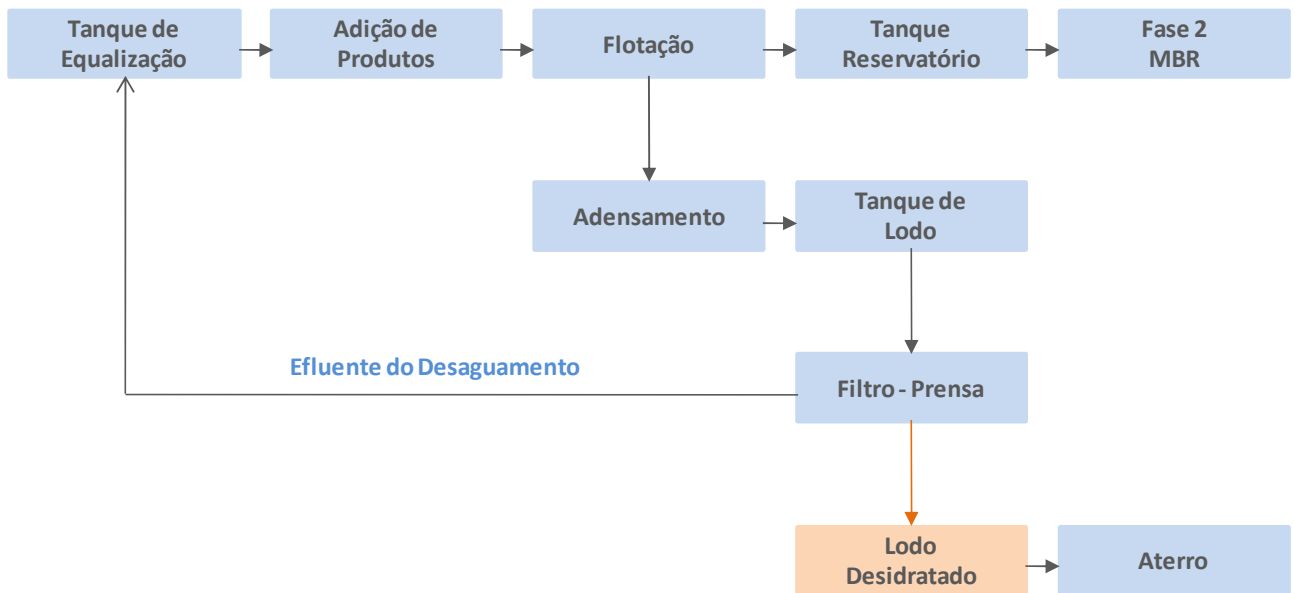 Tanque de
Equalização
Adição de
Produtos
Flotação
Tanque
Reservatório
Fase 2
MBR
Adensamento
Tanque de
Lodo
Efluente do Desaguamento
Filtro - Prensa
Lodo
Desidratado
Aterro